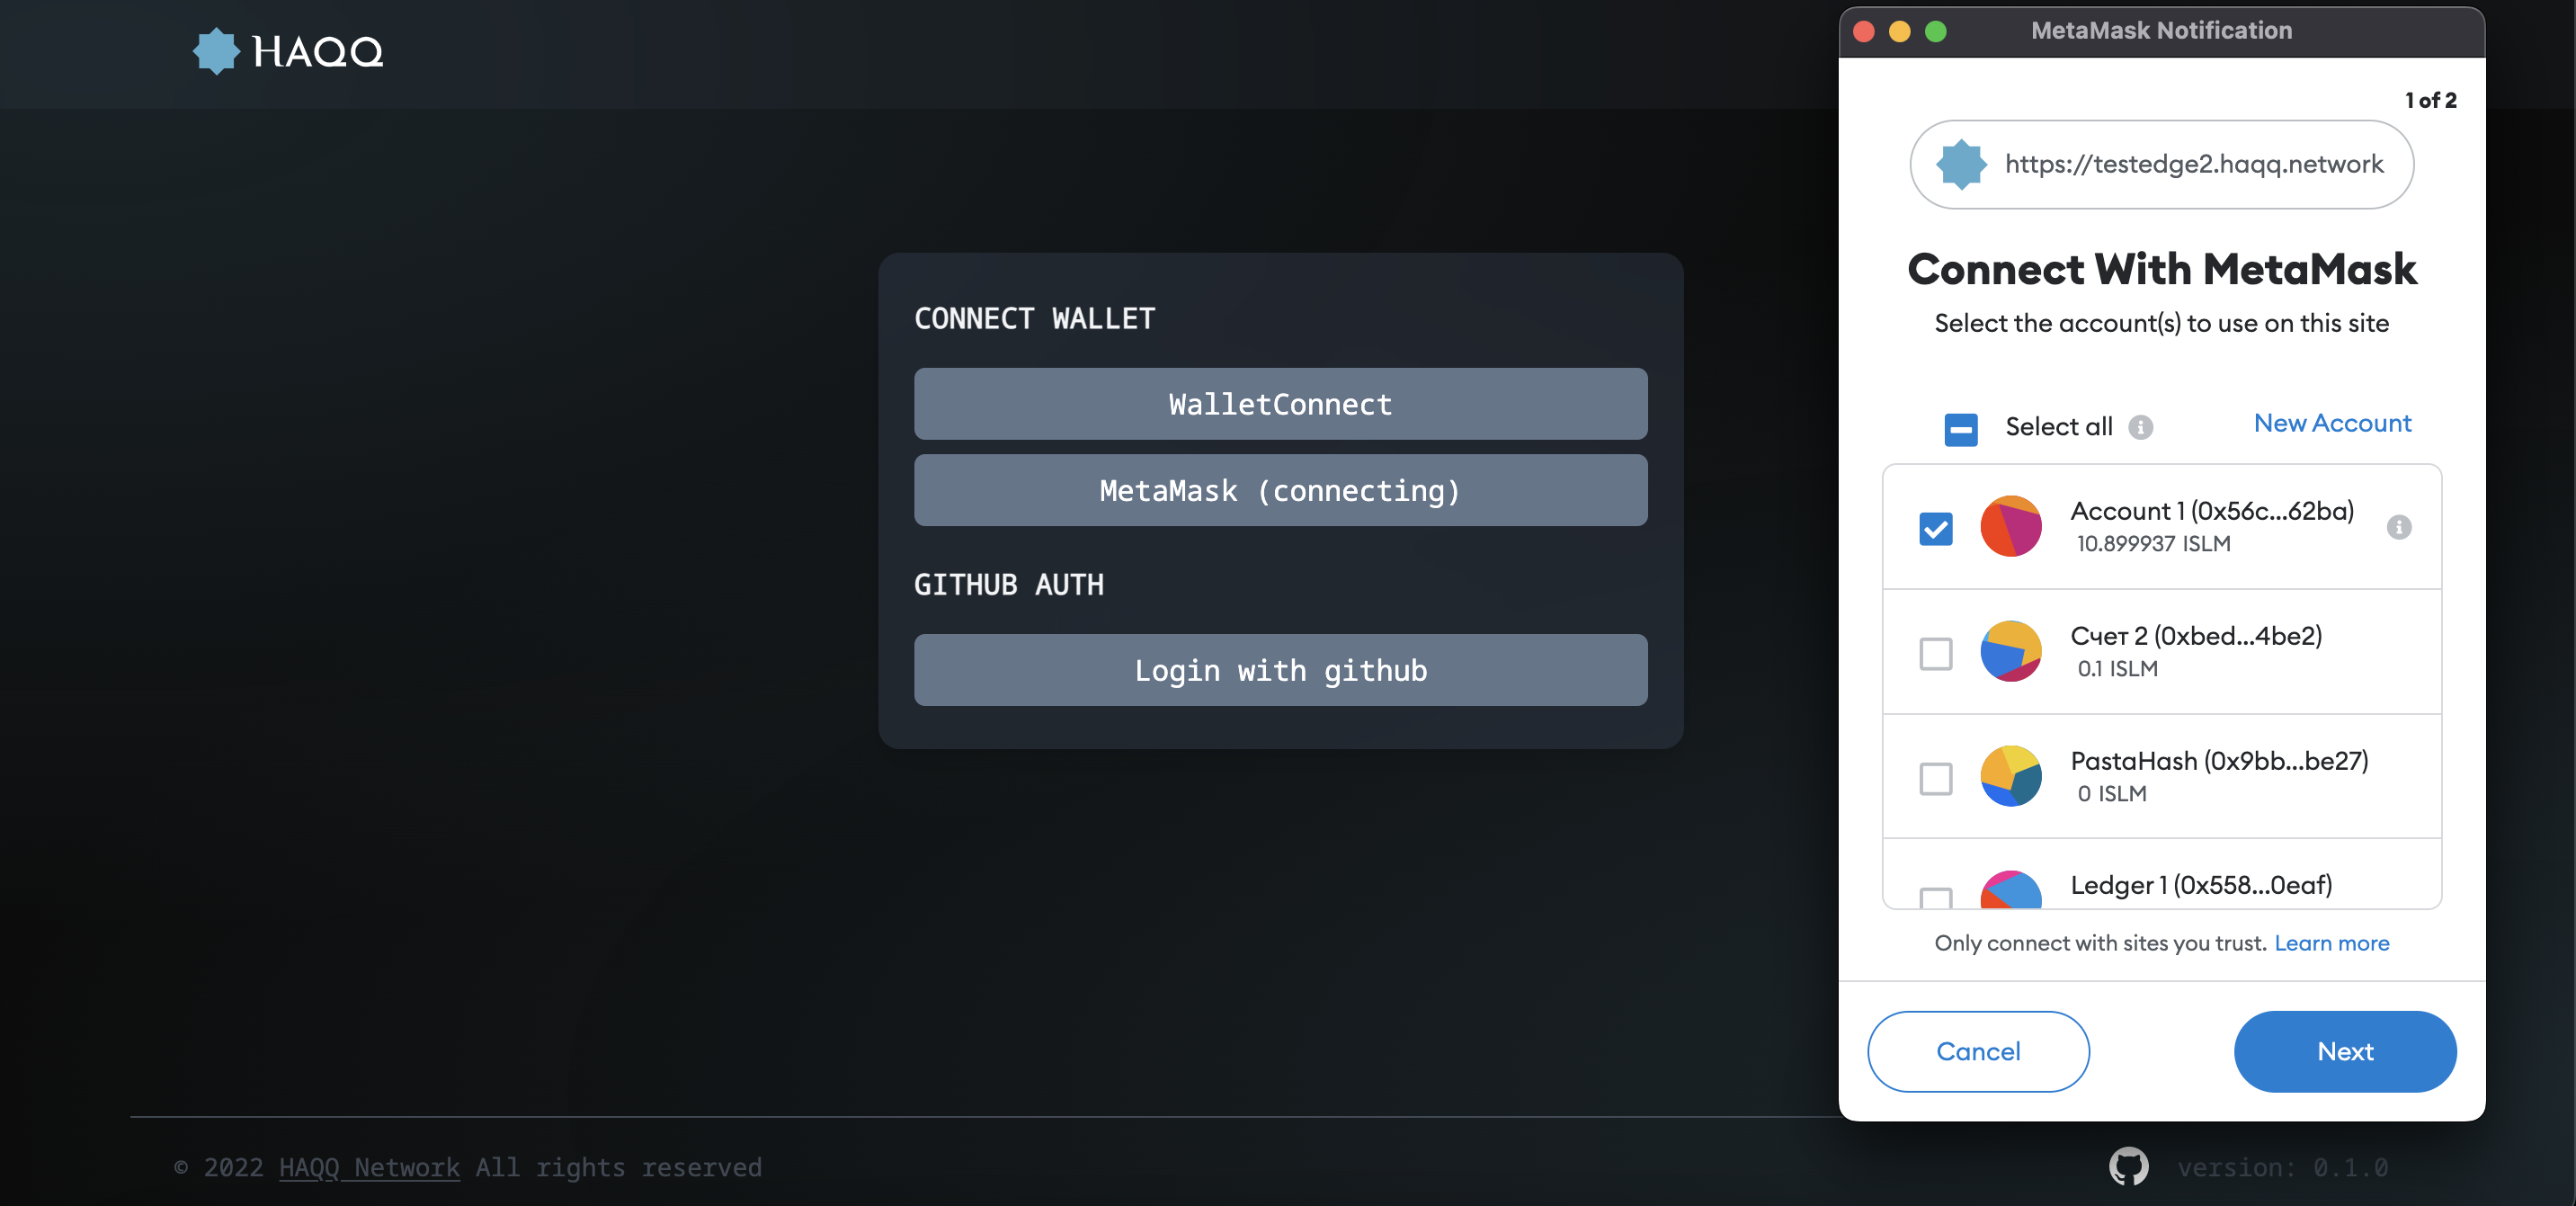 HAQQ
CONNECT WALLET
WalletConnect
MetaMask (connecting)
GITHUB AUTH
Login with github
© 2022 HAQQ Network All rights reserved
version: 0.1.0
MetaMask Notification
1 of 2
https://testedge2.haqq.network
Connect With MetaMask
Select the account(s) to use on this site
Select all
New Account
Account 1 (0x56c...62ba)
10.899937 ISLM
Счет 2 (0xbed...4be2)
0.1 ISLM
PastaHash (0x9bb...be27)
0 ISLM
Ledger 1 (0x558...0eaf)
Only connect with sites you trust. Learn more
Cancel
Next